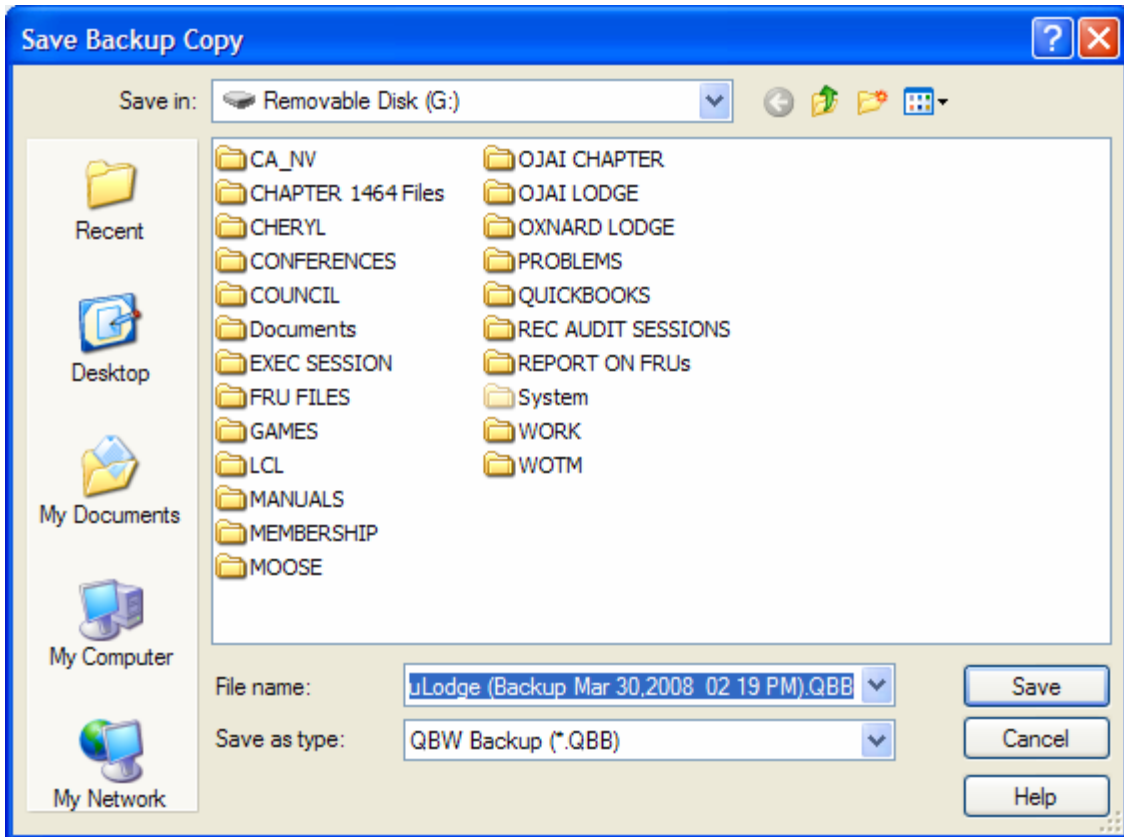 Save Backup Copy
Save in: Removable Disk (G:)
Recent
Desktop
My Documents
My Computer
My Network
CA_NV
CHAPTER 1464 Files
CHERYL
CONFERENCES
COUNCIL
Documents
EXEC SESSION
FRU FILES
GAMES
LCL
MANUALS
MEMBERSHIP
MOOSE
OJAI CHAPTER
OJAI LODGE
OXNARD LODGE
PROBLEMS
QUICKBOOKS
REC AUDIT SESSIONS
REPORT ON FRUs
System
WORK
WOTM
File name: uLodge (Backup Mar 30,2008 02 19 PM).QBB Save
Save as type: QBW Backup (*.QBB) Cancel
Help